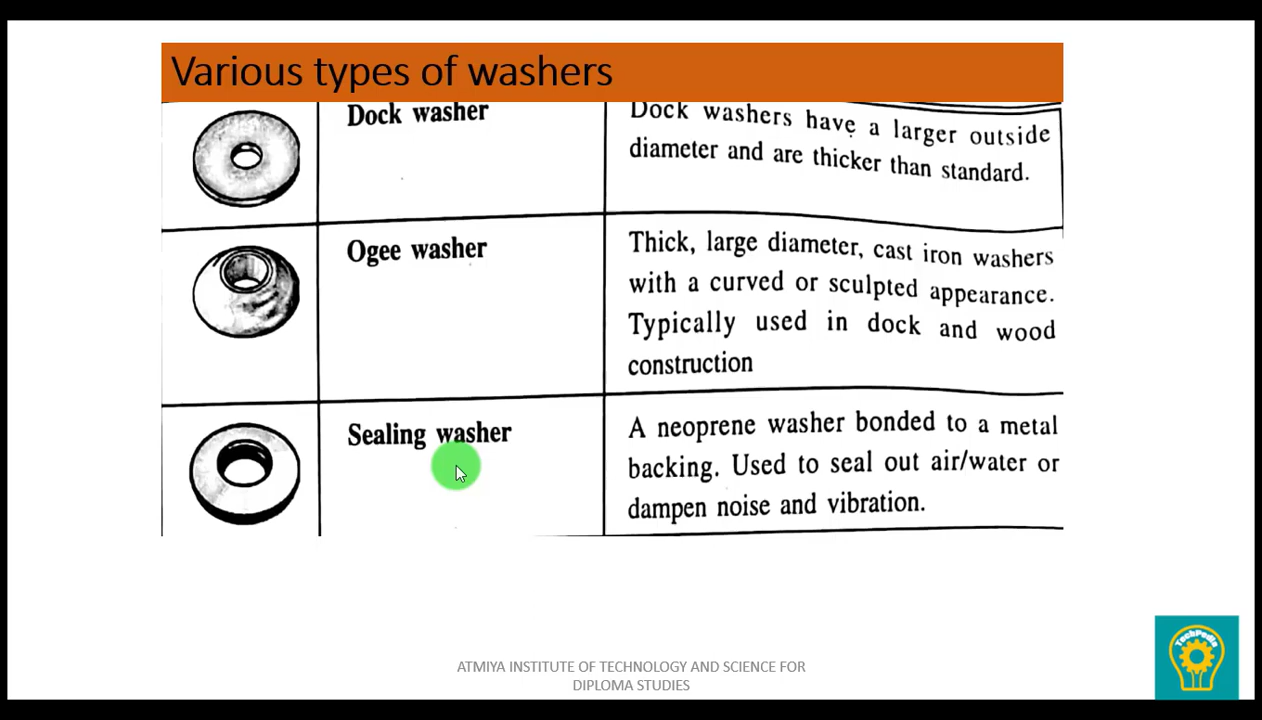 Various types of washers
Dock washer
Dock washers have a larger outside
diameter and are thicker than standard.
Ogee washer
Thick, large diameter, cast iron washers
with a curved or sculpted appearance.
Typically used in dock and wood
construction
Sealing washer
A neoprene washer bonded to a metal
backing. Used to seal out air/water or
dampen noise and vibration.
ATMIYA INSTITUTE OF TECHNOLOGY AND SCIENCE FOR
DIPLOMA STUDIES
TechPedia